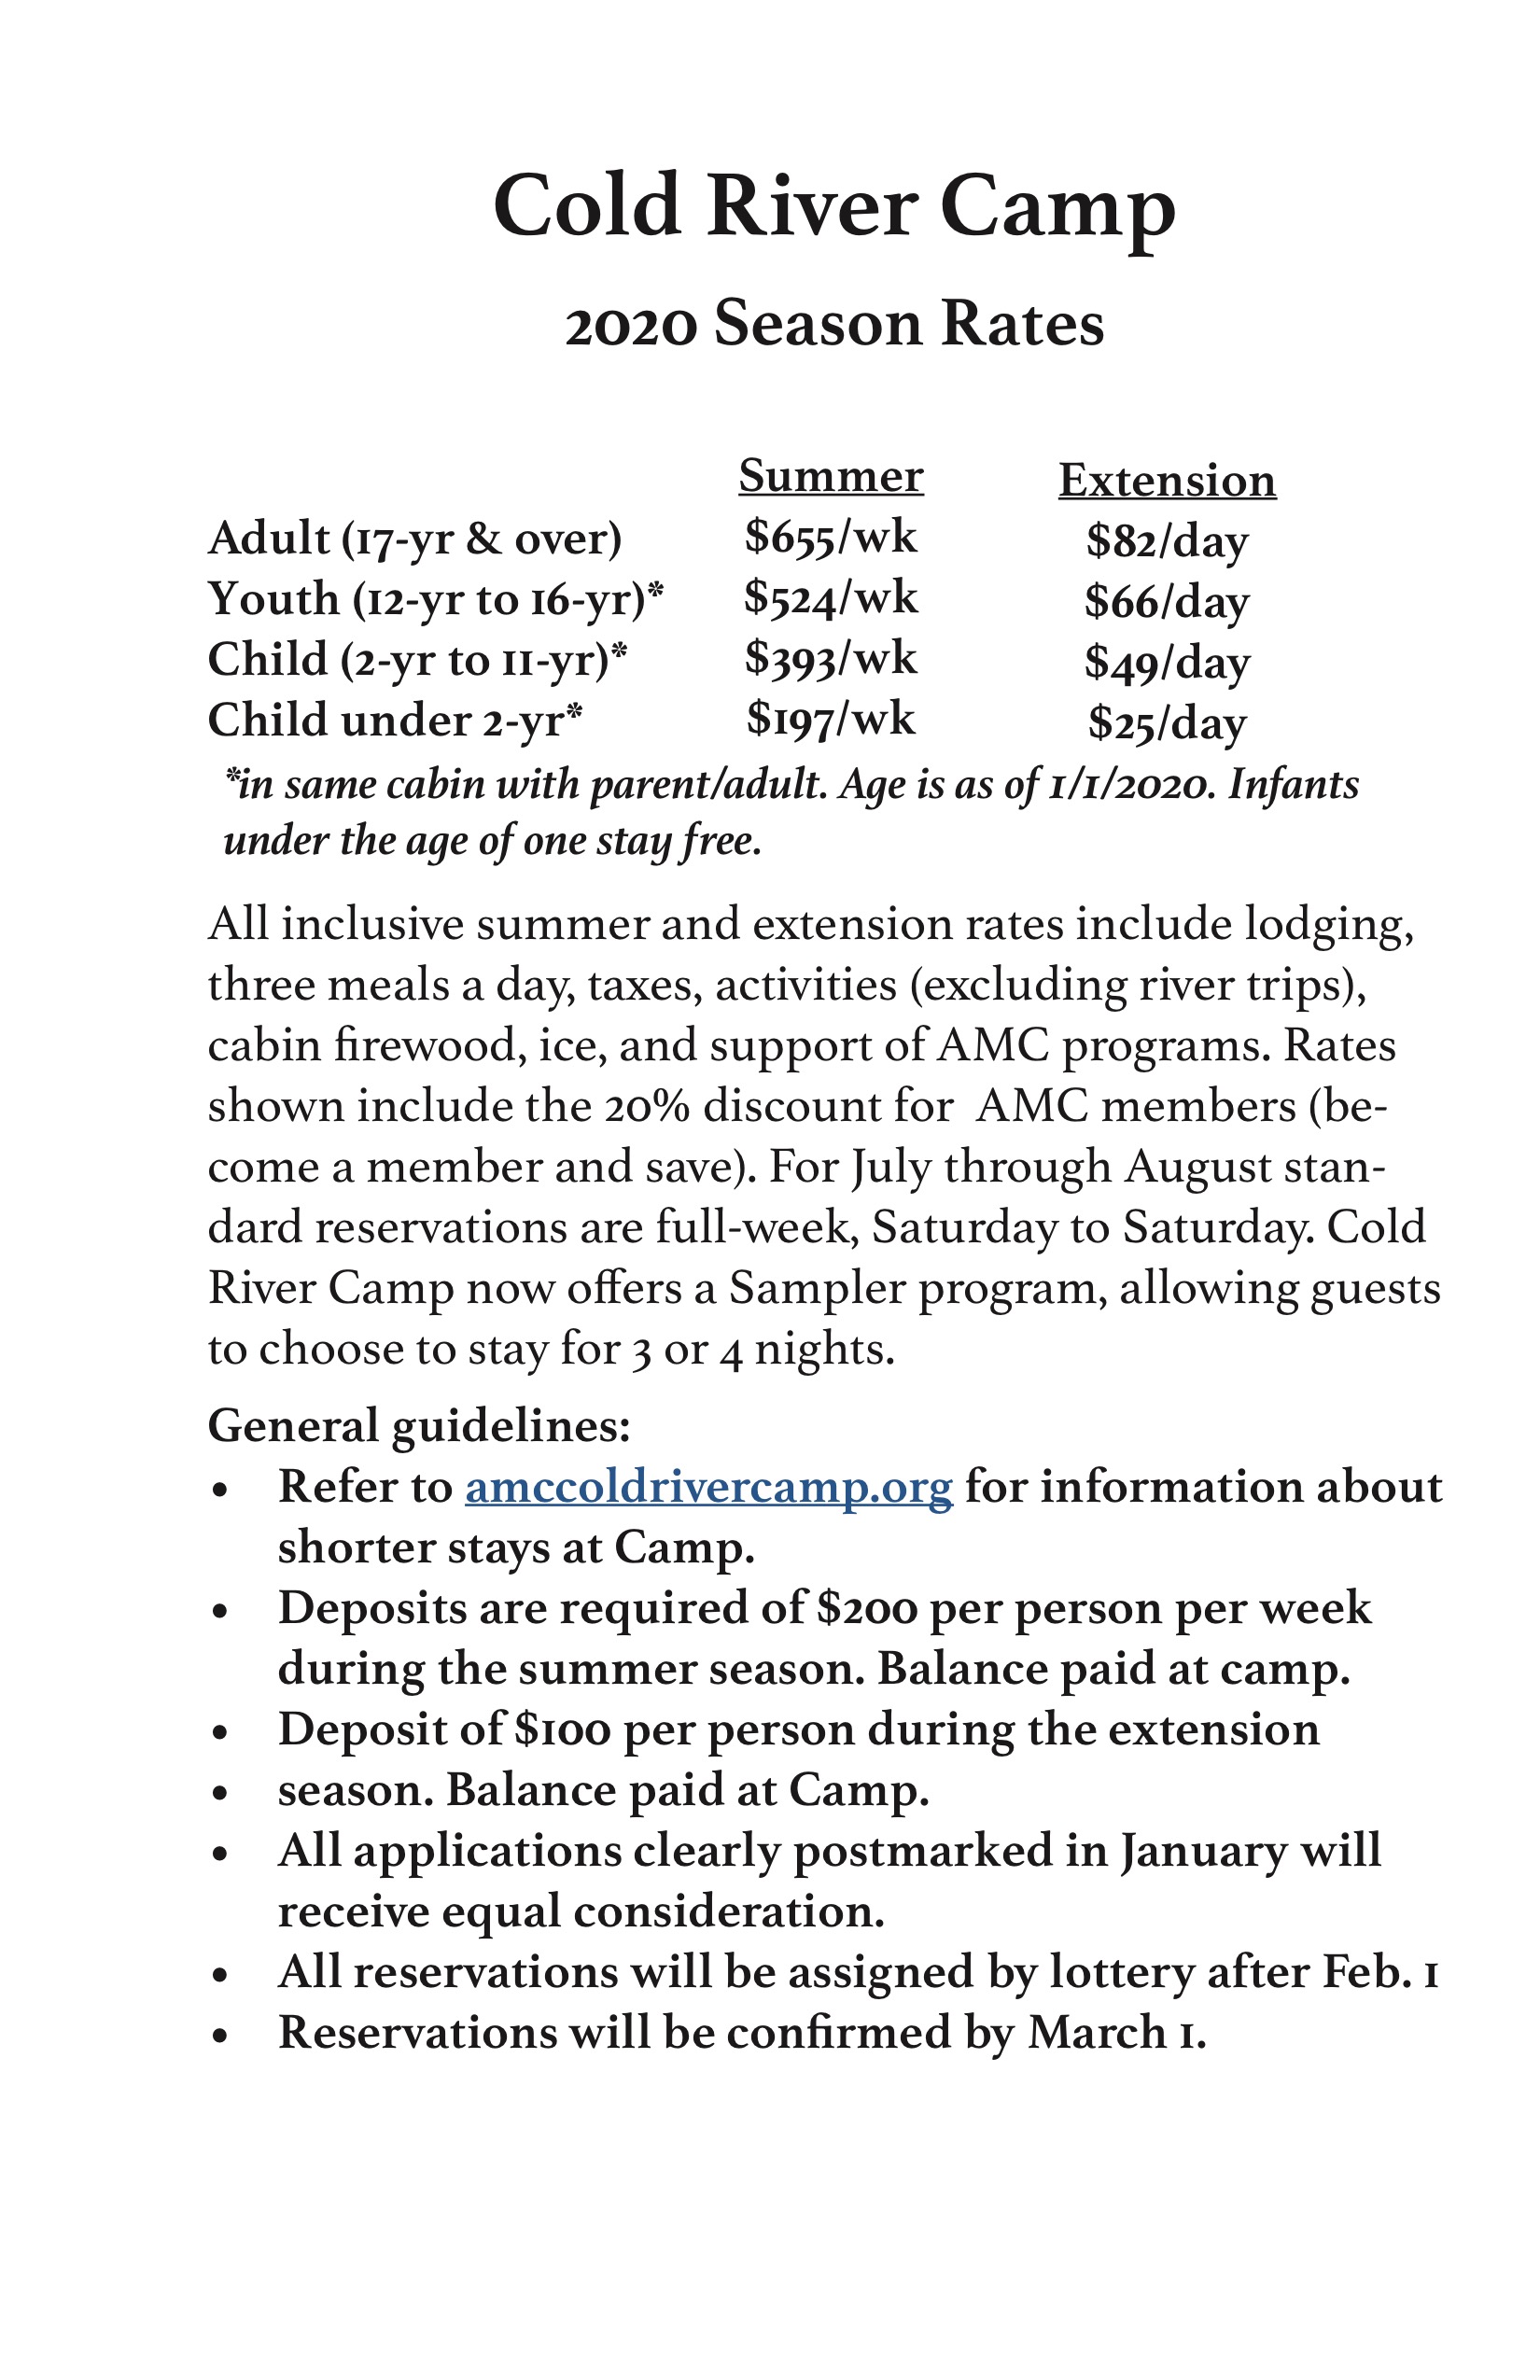 Cold River Camp
2020 Season Rates
Summer Extension
Adult (17-yr & over) $655/wk $82/day
Youth (12-yr to 16-yr)* $524/wk $66/day
Child (2-yr to 11-yr)* $393/wk $49/day
Child under 2-yr* $197/wk $25/day
*in same cabin with parent/adult. Age is as of 1/1/2020. Infants
under the age of one stay free.
All inclusive summer and extension rates include lodging,
three meals a day, taxes, activities (excluding river trips),
cabin firewood, ice, and support of AMC programs. Rates
shown include the 20% discount for AMC members (be-
come a member and save). For July through August stan-
dard reservations are full-week, Saturday to Saturday. Cold
River Camp now offers a Sampler program, allowing guests
to choose to stay for 3 or 4 nights.
General guidelines:
• Refer to amccoldrivercamp.org for information about
shorter stays at Camp.
• Deposits are required of $200 per person per week
during the summer season. Balance paid at camp.
• Deposit of $100 per person during the extension
• season. Balance paid at Camp.
• All applications clearly postmarked in January will
receive equal consideration.
• All reservations will be assigned by lottery after Feb. 1
• Reservations will be confirmed by March 1.